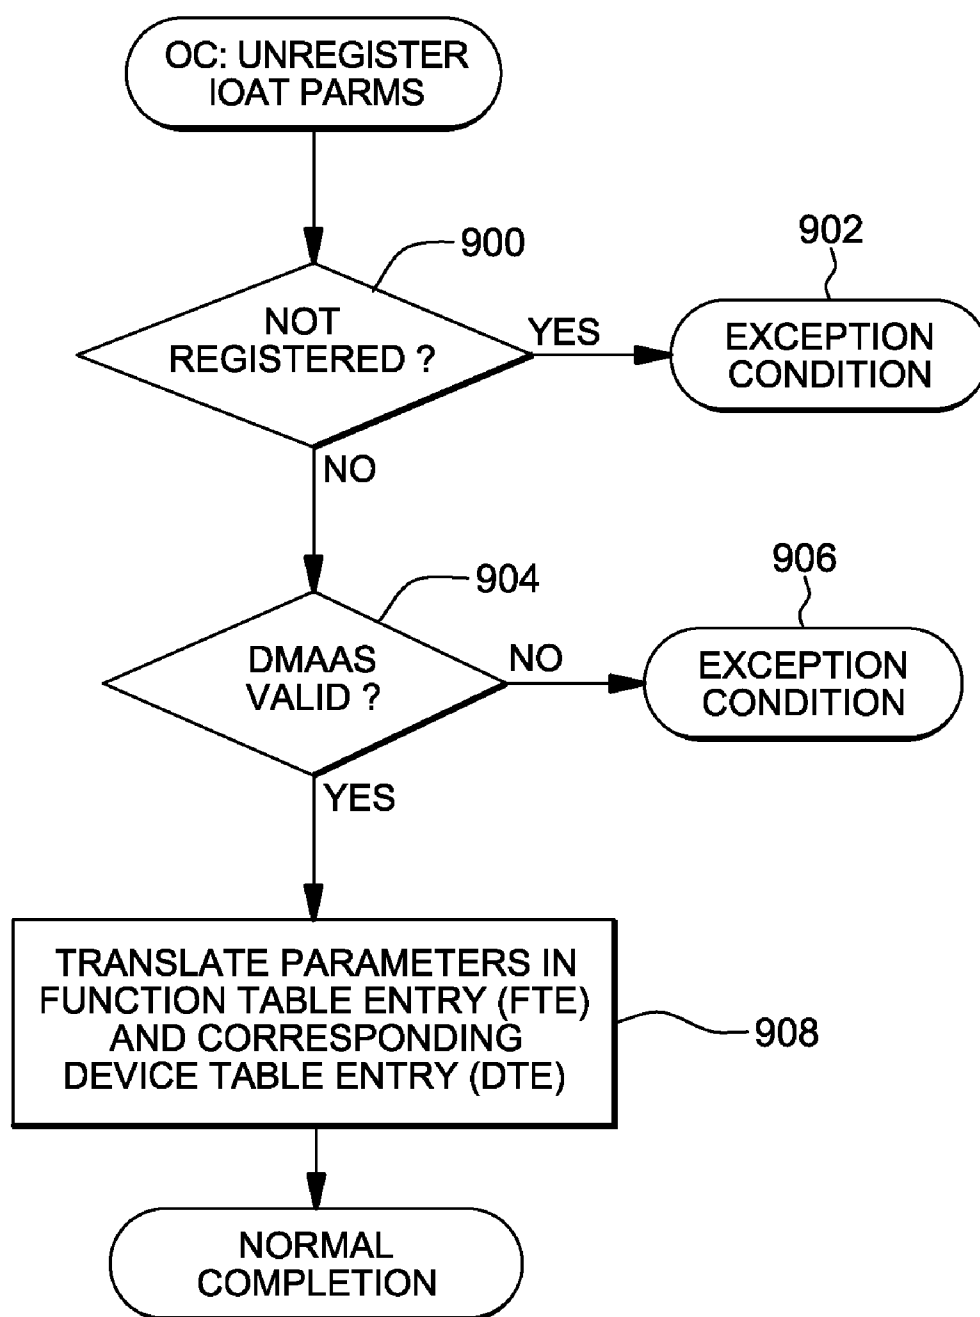 OC: UNREGISTER
IOAT PARMS
900
902
NOT
REGISTERED ?
YES
EXCEPTION
CONDITION
NO
904
906
DMAAS
VALID ?
NO
EXCEPTION
CONDITION
YES
TRANSLATE PARAMETERS IN
FUNCTION TABLE ENTRY (FTE)
AND CORRESPONDING
DEVICE TABLE ENTRY (DTE)
908
NORMAL
COMPLETION